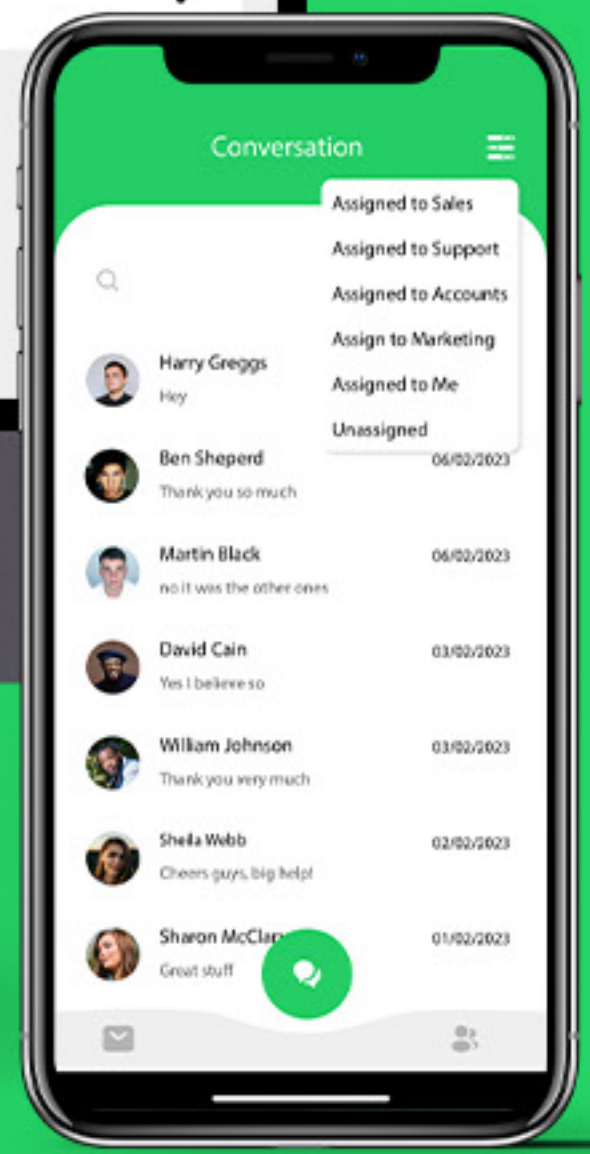 Conversation
Assigned to Sales
Assigned to Support
Assigned to Accounts
Assign to Marketing
Assigned to Me
Unassigned
Harry Greggs
Hey
Ben Sheperd
06/02/2023
Thank you so much
Martin Black
06/02/2023
no it was the other ones
David Cain
03/02/2023
Yes I believe so
William Johnson
03/02/2023
Thank you very much
Sheila Webb
02/02/2023
Cheers guys, big help!
Sharon
01/02/2023
Great stuff